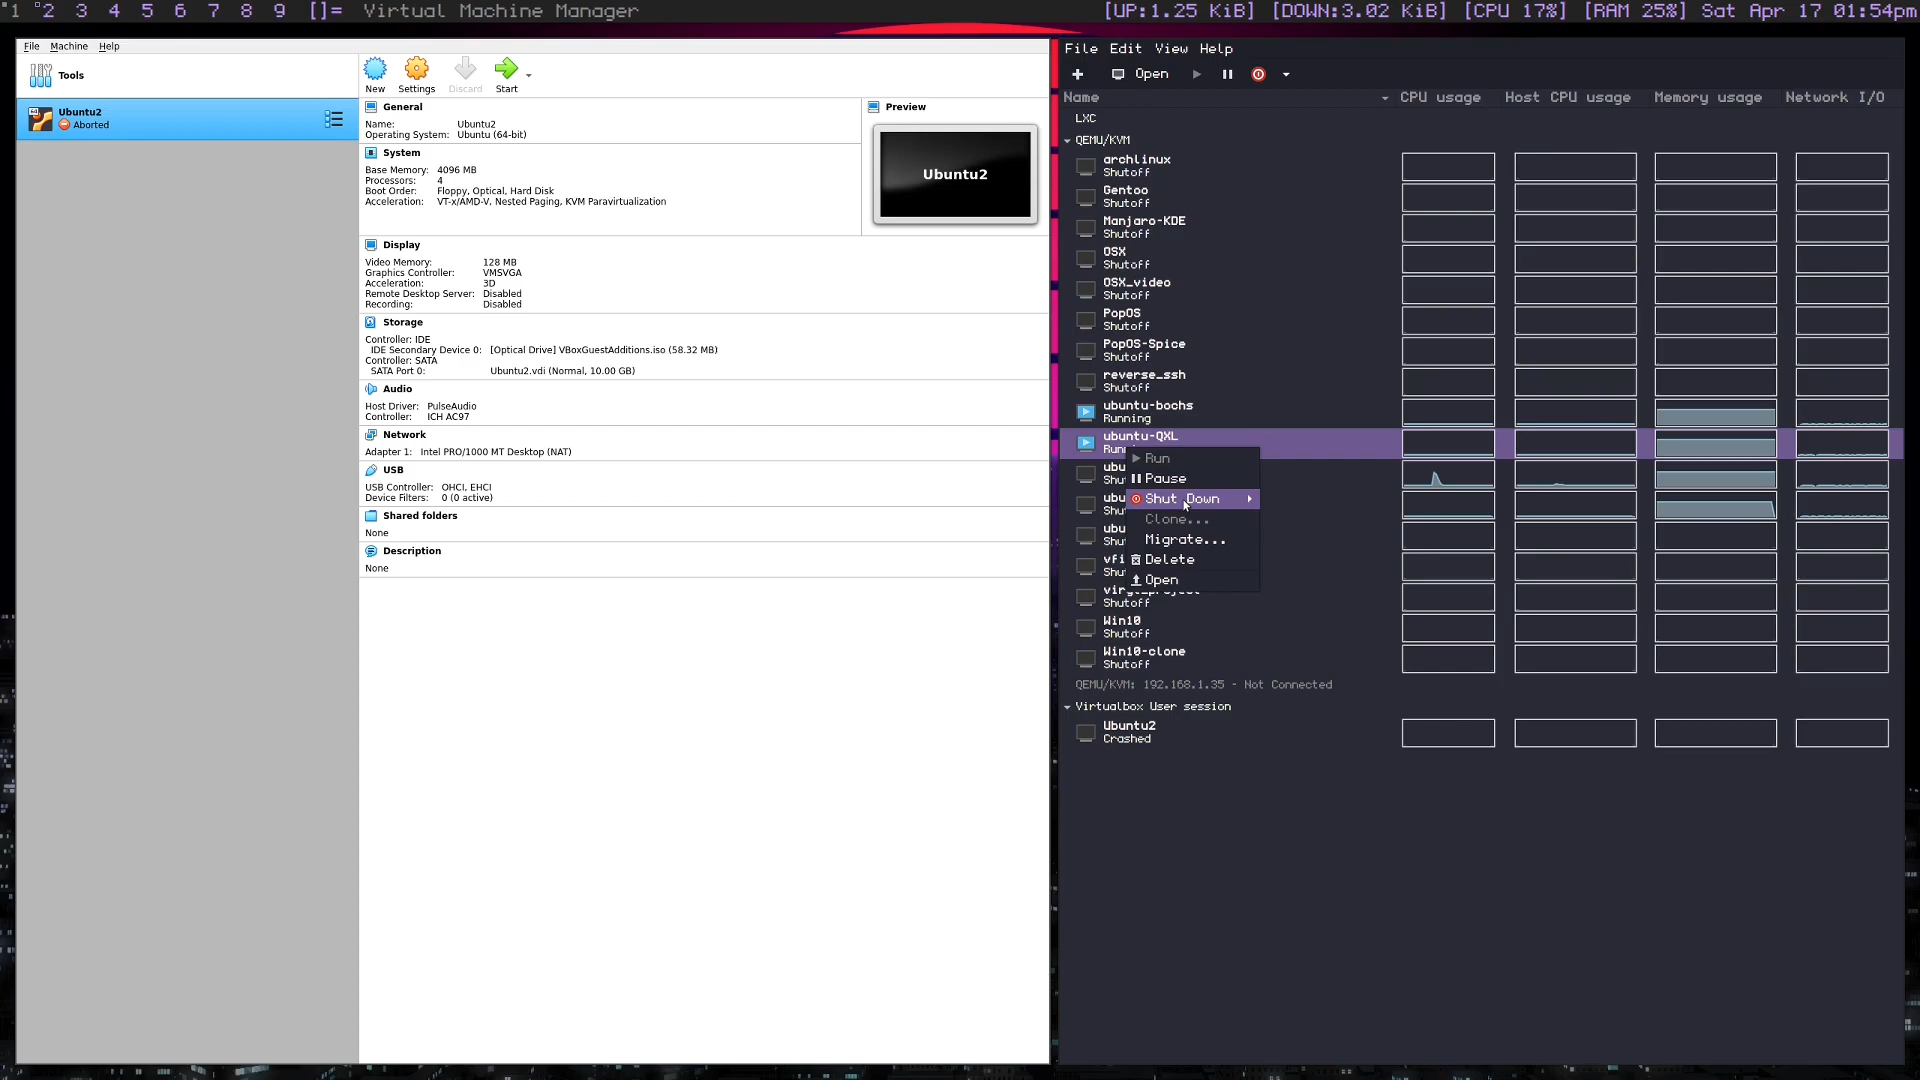 1 2 3 4 5 6 7 8 9 []= Virtual Machine Manager [UP:1.25 KiB] [DOWN:3.02 KiB] [CPU 17%] [RAM 25%] Sat Apr 17 01:54pm
File Machine Help
Tools
Ubuntu2
Aborted
New Settings Discard Start
General
Name: Ubuntu2
Operating System: Ubuntu (64-bit)
Preview
Ubuntu2
System
Base Memory: 4096 MB
Processors: 4
Boot Order: Floppy, Optical, Hard Disk
Acceleration: VT-x/AMD-V, Nested Paging, KVM Paravirtualization
Display
Video Memory: 128 MB
Graphics Controller: VMSVGA
Acceleration: 3D
Remote Desktop Server: Disabled
Recording: Disabled
Storage
Controller: IDE
IDE Secondary Device 0: [Optical Drive] VBoxGuestAdditions.iso (58.32 MB)
Controller: SATA
SATA Port 0: Ubuntu2.vdi (Normal, 10.00 GB)
Audio
Host Driver: PulseAudio
Controller: ICH AC97
Network
Adapter 1: Intel PRO/1000 MT Desktop (NAT)
USB
USB Controller: OHCI, EHCI
Device Filters: 0 (0 active)
Shared folders
None
Description
None
File Edit View Help
Open
Name CPU usage Host CPU usage Memory usage Network I/O
LXC
QEMU/KVM
archlinux
Shutoff
Gentoo
Shutoff
Manjaro-KDE
Shutoff
OSX
Shutoff
OSX_video
Shutoff
PopOS
Shutoff
PopOS-Spice
Shutoff
reverse_ssh
Shutoff
ubuntu-bochs
Running
ubuntu-QXL
Runn
Run
ubu
Pause
Shu
ubu
Shut Down
Shu
Clone...
ubu
Migrate...
Shu
vfi
Delete
Shu
Open
Shutoff
Win10
Shutoff
Win10-clone
Shutoff
QEMU/KVM: 192.168.1.35 - Not Connected
Virtualbox User session
Ubuntu2
Crashed